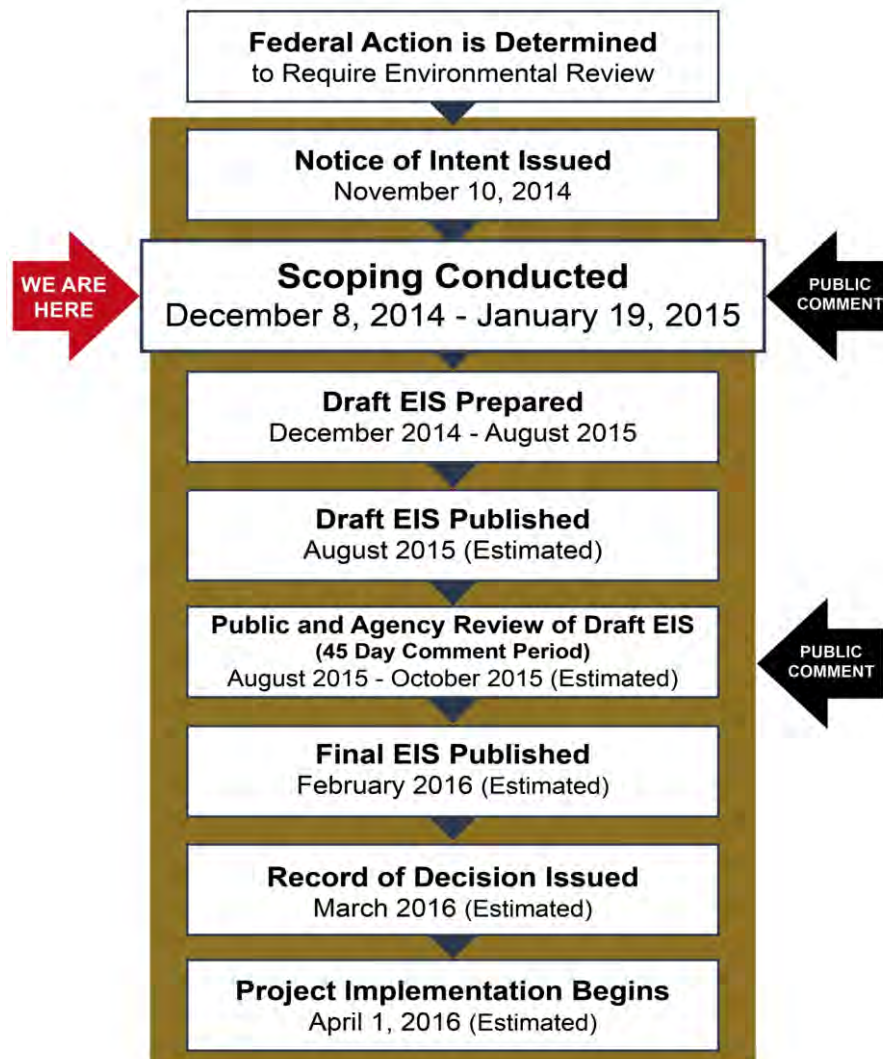 Federal Action is Determined
to Require Environmental Review
Notice of Intent Issued
November 10, 2014
WE ARE
HERE
Scoping Conducted
December 8, 2014 - January 19, 2015
PUBLIC
COMMENT
Draft EIS Prepared
December 2014 - August 2015
Draft EIS Published
August 2015 (Estimated)
Public and Agency Review of Draft EIS
(45 Day Comment Period)
August 2015 - October 2015 (Estimated)
PUBLIC
COMMENT
Final EIS Published
February 2016 (Estimated)
Record of Decision Issued
March 2016 (Estimated)
Project Implementation Begins
April 1, 2016 (Estimated)